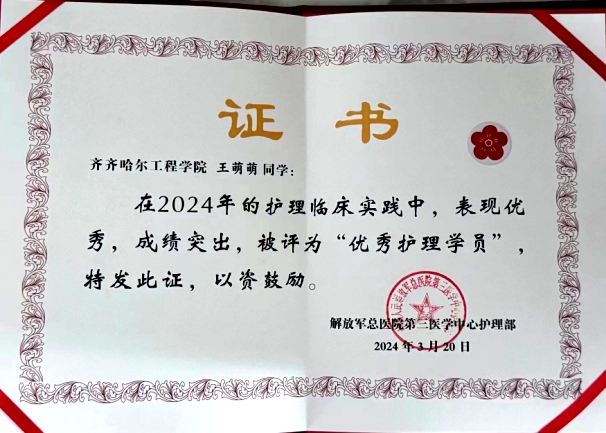 证 书
齐齐哈尔工程学院 王萌萌 同学：
在2024年的护理临床实践中，表现优
秀，成绩突出，被评为“优秀护理学员”，
特发此证，以资鼓励。
解放军总医院第三医学中心护理部
2024 年 3 月 20 日